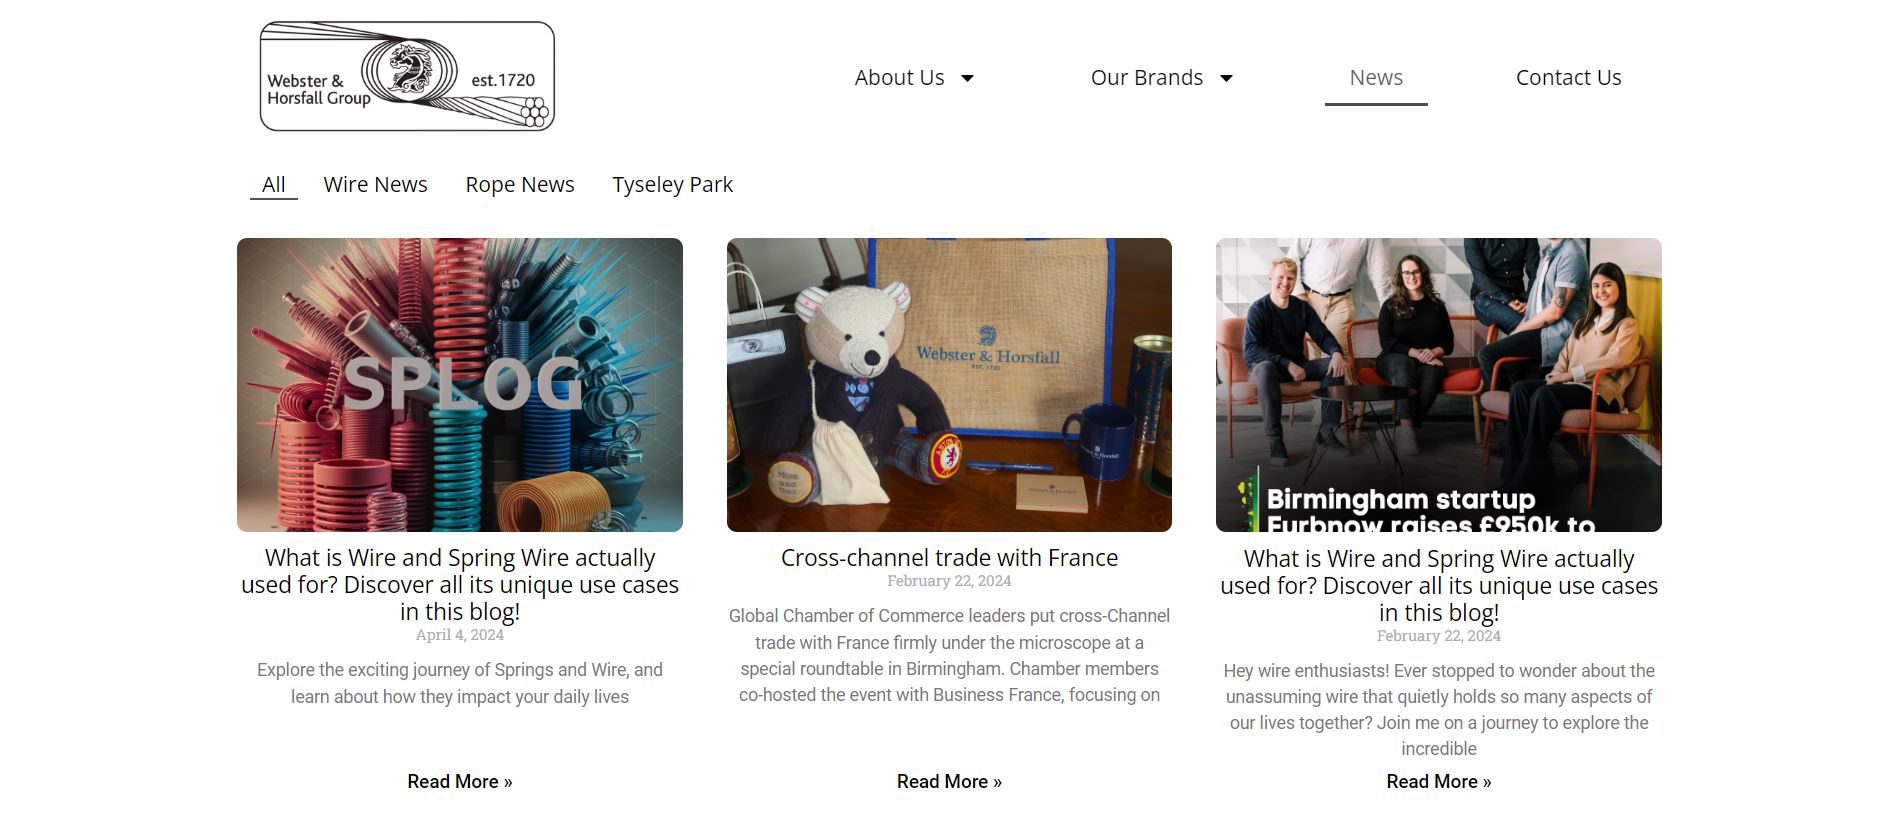 Webster &
Horsfall Group
est.1720
About Us
Our Brands
News
Contact Us
All
Wire News
Rope News
Tyseley Park
SPLOG
Webster & Horsfall
EST. 1720
Mom
and
Dad
ASTON
Webster & Horsfall
Webster & Horsfall
Birmingham startup
Furbnow raises £950k to
What is Wire and Spring Wire actually
used for? Discover all its unique use cases
in this blog!
April 4, 2024
Explore the exciting journey of Springs and Wire, and
learn about how they impact your daily lives
Read More »
Cross-channel trade with France
February 22, 2024
Global Chamber of Commerce leaders put cross-Channel
trade with France firmly under the microscope at a
special roundtable in Birmingham. Chamber members
co-hosted the event with Business France, focusing on
Read More »
What is Wire and Spring Wire actually
used for? Discover all its unique use cases
in this blog!
February 22, 2024
Hey wire enthusiasts! Ever stopped to wonder about the
unassuming wire that quietly holds so many aspects of
our lives together? Join me on a journey to explore the
incredible
Read More »